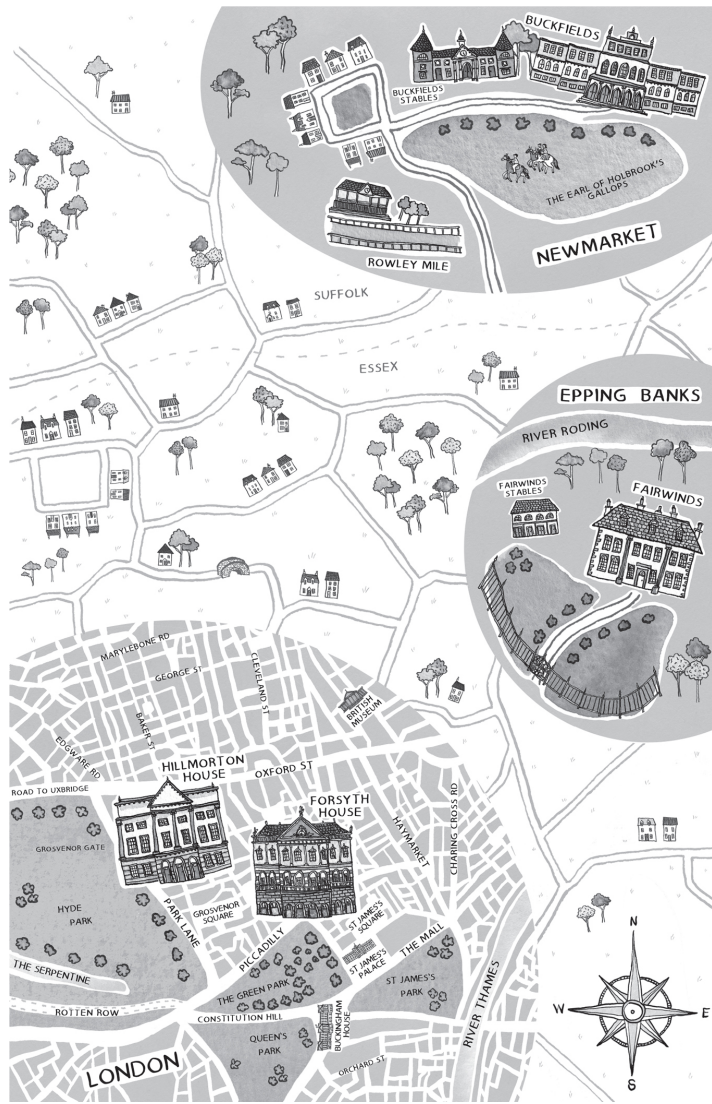 BUCKFIELDS
BUCKFIELDS
STABLES
THE EARL OF HOLBROOK'S
GALLOPS
NEWMARKET
ROWLEY MILE
SUFFOLK
ESSEX
EPPING BANKS
RIVER RODING
FAIRWINDS
STABLES
FAIRWINDS
MARYLEBONE RD
GEORGE ST
CLEVELAND ST
BAKER ST
BRITISH
MUSEUM
EDGWARE RD
HILLMORTON
HOUSE
OXFORD ST
ROAD TO UXBRIDGE
FORSYTH
HOUSE
HAYMARKET
CHARING CROSS RD
GROSVENOR GATE
HYDE
PARK
PARK LANE
GROSVENOR
SQUARE
PICCADILLY
ST JAMES'S
SQUARE
ST JAMES'S
PALACE
THE MALL
THE SERPENTINE
THE GREEN PARK
ST JAMES'S
PARK
RIVER THAMES
ROTTEN ROW
CONSTITUTION HILL
BUCKINGHAM
HOUSE
QUEEN'S
PARK
ORCHARD ST
LONDON
N
W
E
S